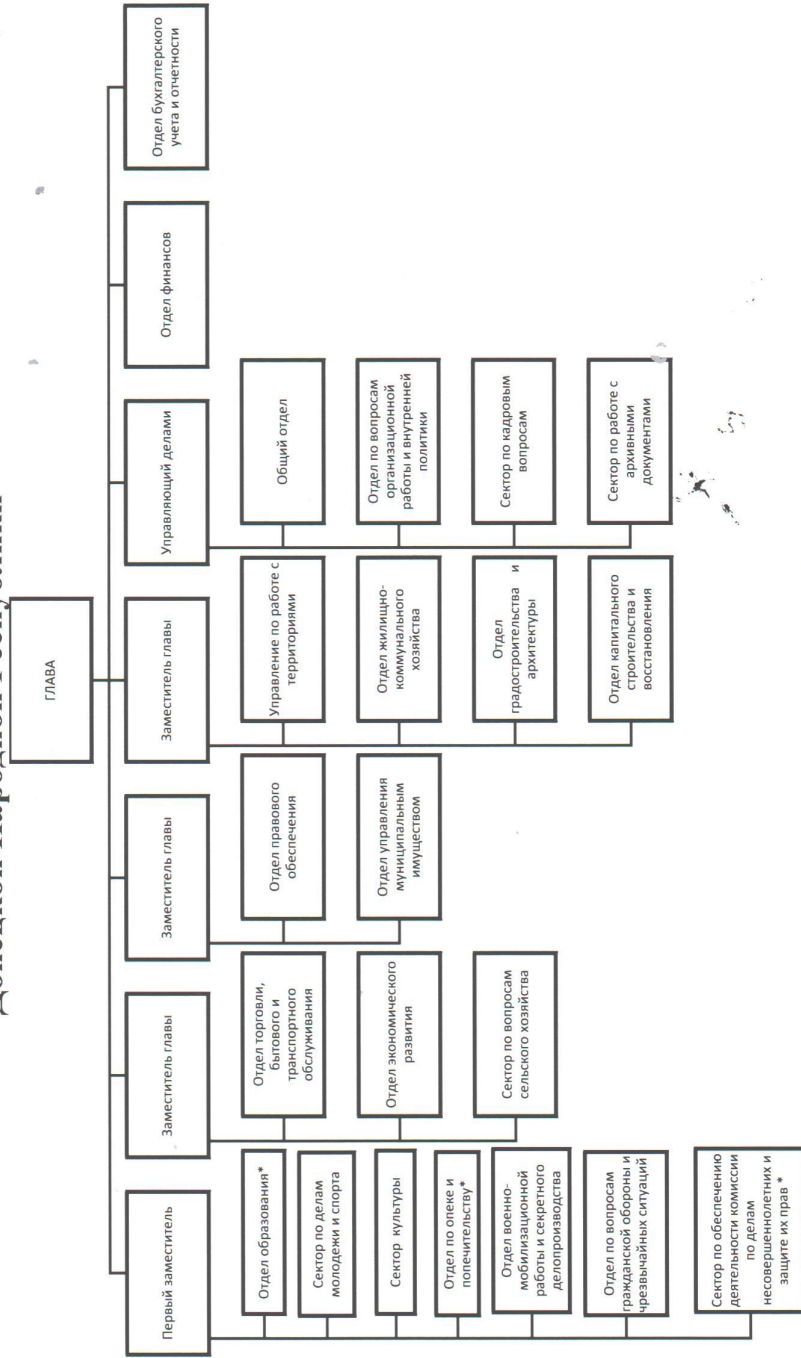 Донецкой Народной Республики
ГЛАВА
Первый заместитель
Заместитель главы
Заместитель главы
Заместитель главы
Управляющий делами
Отдел финансов
Отдел бухгалтерского
учета и отчетности
Отдел образования*
Сектор по делам
молодежи и спорта
Сектор культуры
Отдел по опеке и
попечительству*
Отдел военно-
мобилизационной
работы и секретного
делопроизводства
Отдел по вопросам
гражданской обороны и
чрезвычайных ситуаций
Сектор по обеспечению
деятельности комиссии
по делам
несовершеннолетних и
защите их прав *
Отдел торговли,
бытового и
транспортного
обслуживания
Отдел экономического
развития
Сектор по вопросам
сельского хозяйства
Отдел правового
обеспечения
Отдел управления
муниципальным
имуществом
Управление по работе с
территориями
Отдел жилищно-
коммунального
хозяйства
Отдел
градостроительства и
архитектуры
Отдел капитального
строительства и
восстановления
Общий отдел
Отдел по вопросам
организационной
работы и внутренней
политики
Сектор по кадровым
вопросам
Сектор по работе с
архивными
документами